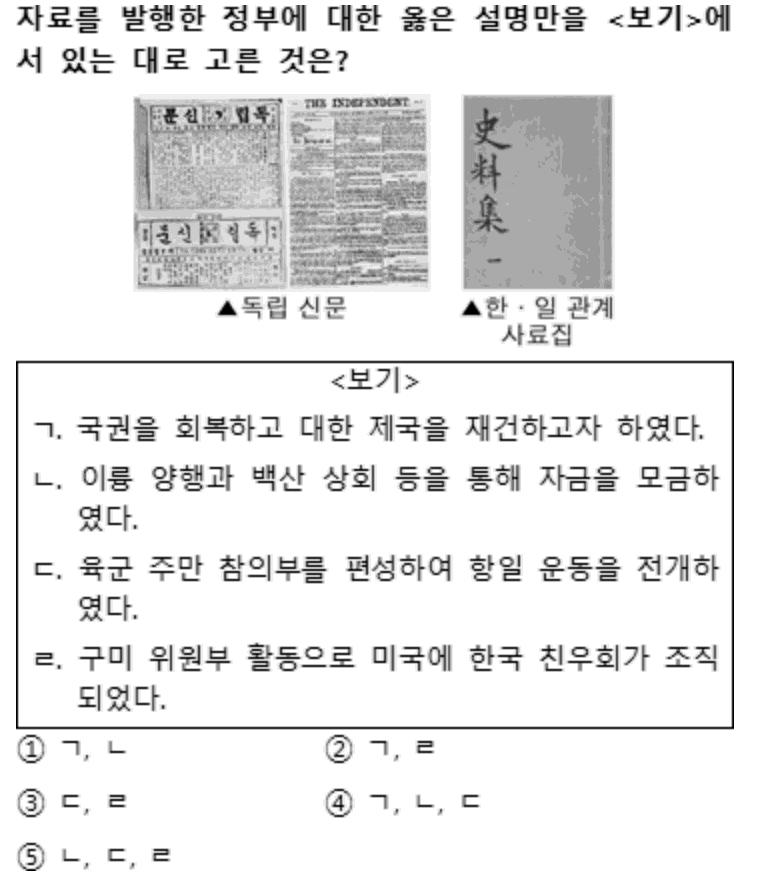 자료를 발행한 정부에 대한 옳은 설명만을 <보기>에
서 있는 대로 고른 것은?
THE INDEPENDENT
史料集 一
▲독립 신문
▲한·일 관계
사료집
<보기>
ㄱ. 국권을 회복하고 대한 제국을 재건하고자 하였다.
ㄴ. 이륭 양행과 백산 상회 등을 통해 자금을 모금하
였다.
ㄷ. 육군 주만 참의부를 편성하여 항일 운동을 전개하
였다.
ㄹ. 구미 위원부 활동으로 미국에 한국 친우회가 조직
되었다.
① ㄱ, ㄴ
② ㄱ, ㄹ
③ ㄷ, ㄹ
④ ㄱ, ㄴ, ㄷ
⑤ ㄴ, ㄷ, ㄹ